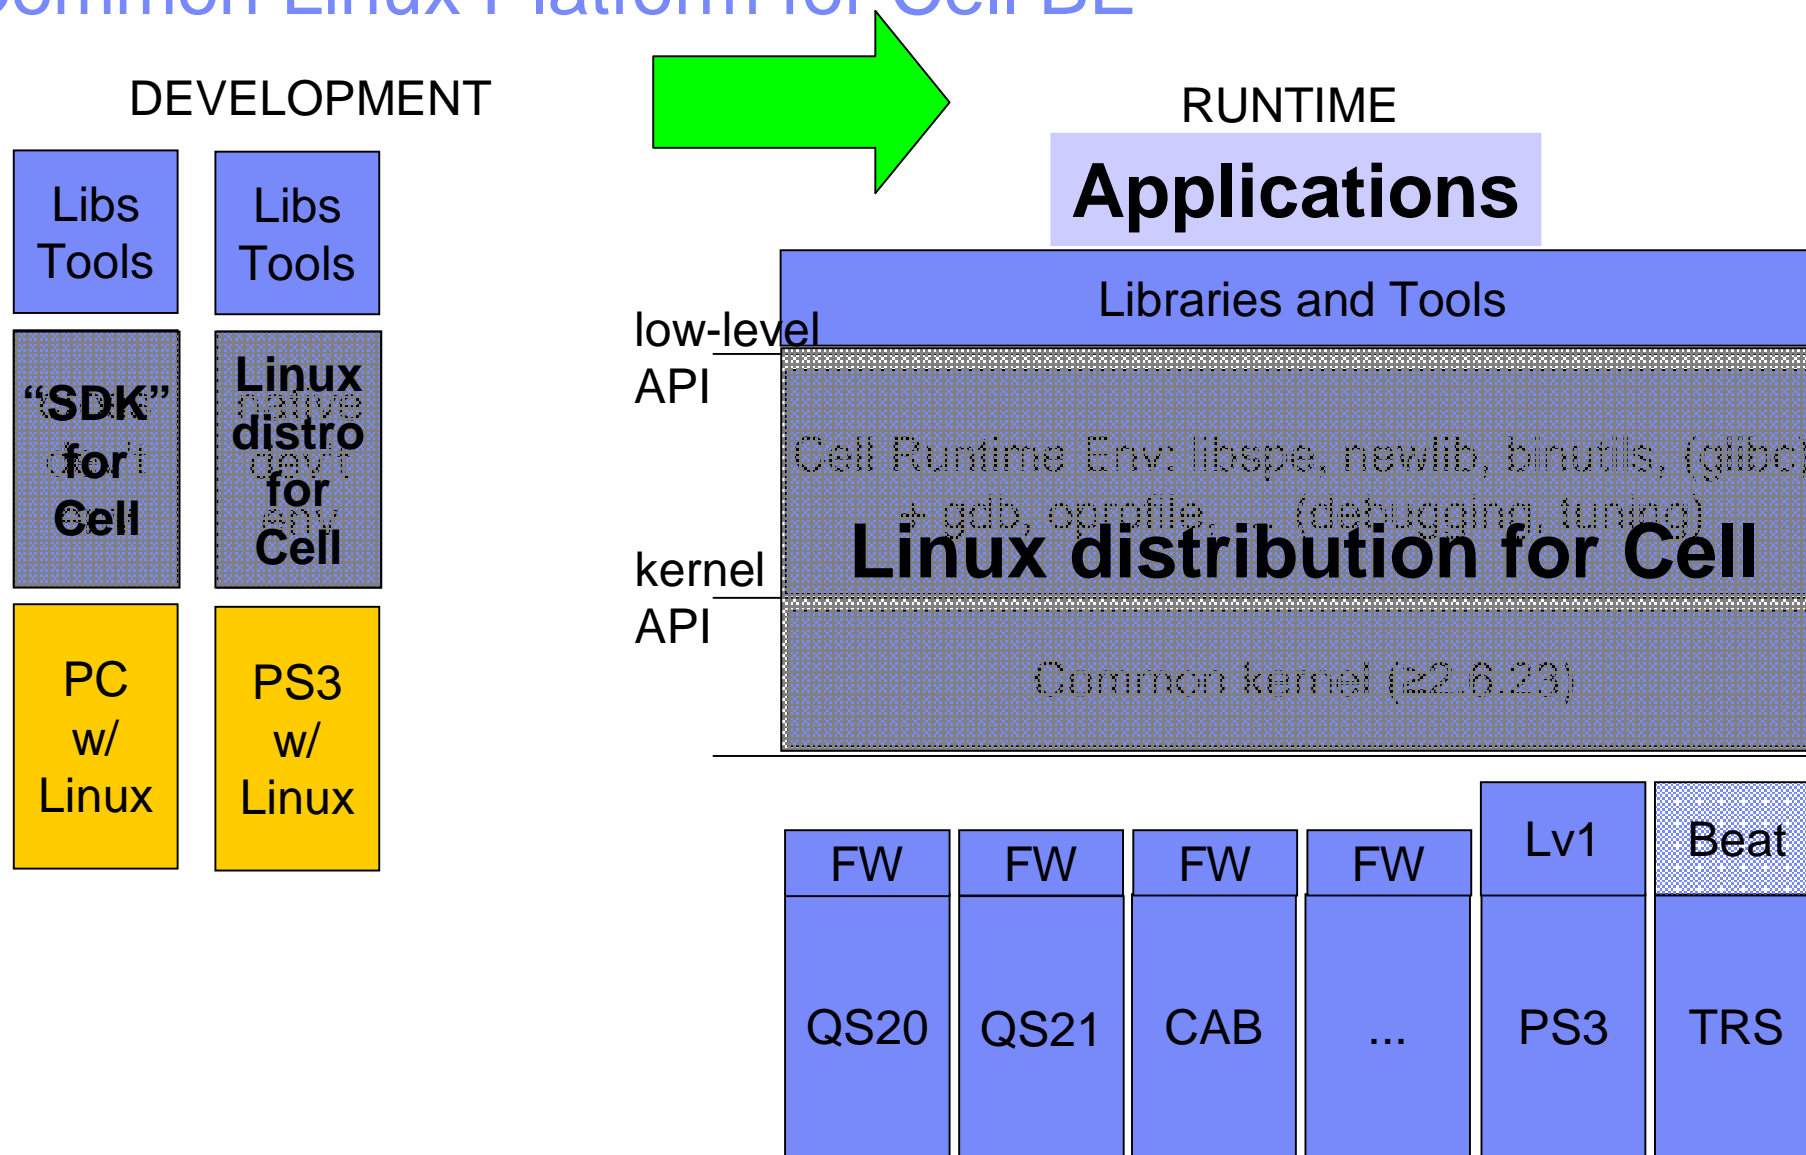 Common Linux Platform for Cell BE
DEVELOPMENT
Libs
Tools
Libs
Tools
“SDK”
for
Cell
Linux
native
distro
dev't
for
env
Cell
PC
w/
Linux
PS3
w/
Linux
RUNTIME
Applications
Libraries and Tools
low-level
API
Cell Runtime Env: libspe, newlib, binutils, (glibc)
+ gdb, oprofile, .. (debugging, tuning)
Linux distribution for Cell
kernel
API
Common kernel (≥2.6.23)
FW
FW
FW
FW
Lv1
Beat
QS20
QS21
CAB
...
PS3
TRS